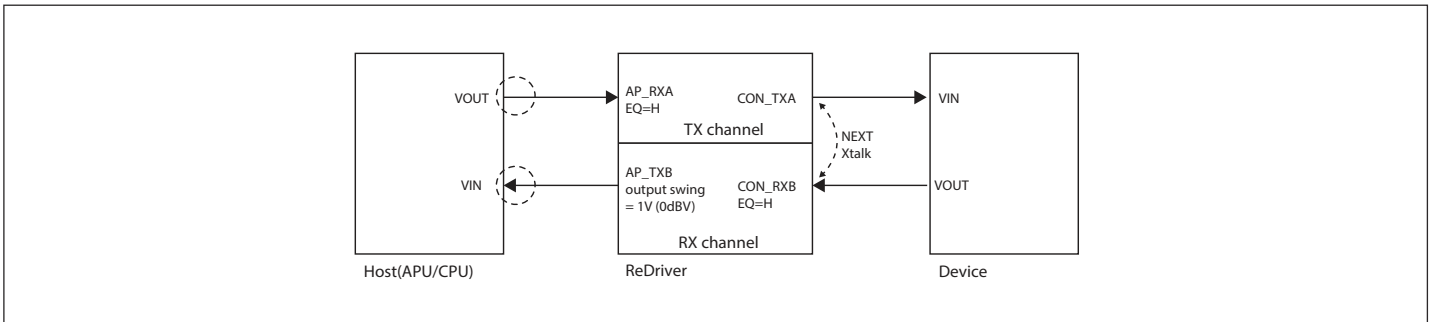 VOUT
AP_RXA
EQ=H
CON_TXA
TX channel
VIN
NEXT
Xtalk
VIN
AP_TXB
output swing
= 1V (0dBV)
CON_RXB
EQ=H
RX channel
VOUT
Host(APU/CPU)
ReDriver
Device